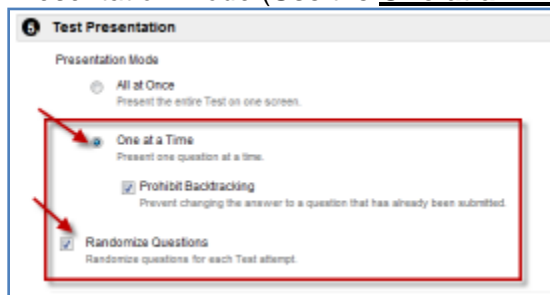 5 Test Presentation
Presentation Mode
All at Once
Present the entire Test on one screen.
One at a Time
Present one question at a time.
Prohibit Backtracking
Prevent changing the answer to a question that has already been submitted.
Randomize Questions
Randomize questions for each Test attempt.